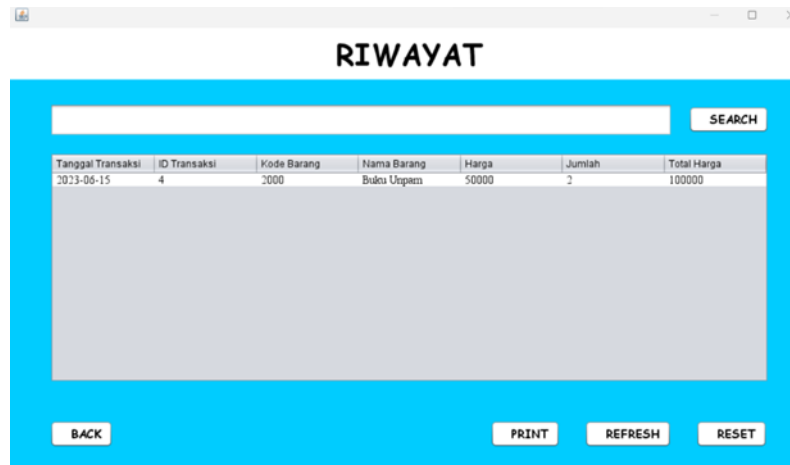 RIWAYAT
SEARCH
Tanggal Transaksi ID Transaksi Kode Barang Nama Barang Harga Jumlah Total Harga
2023-06-15 4 2000 Buku Unpam 50000 2 100000
BACK PRINT REFRESH RESET